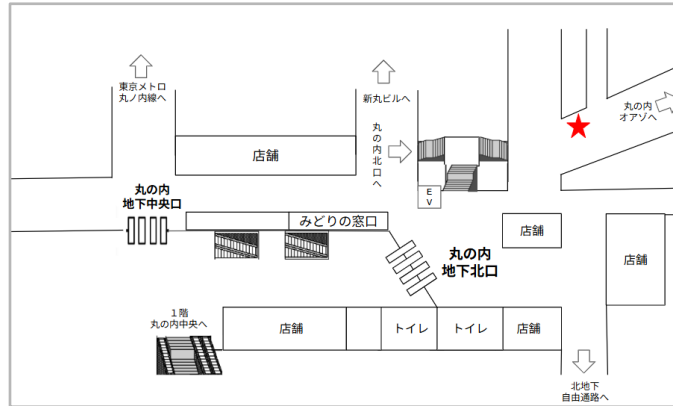 東京メトロ
丸ノ内線へ
新丸ビルへ
丸の内
オアゾへ
丸の内北口へ
店舗
EV
丸の内
地下中央口
みどりの窓口
店舗
店舗
丸の内
地下北口
1階
丸の内中央へ
店舗
トイレ
トイレ
店舗
北地下
自由通路へ